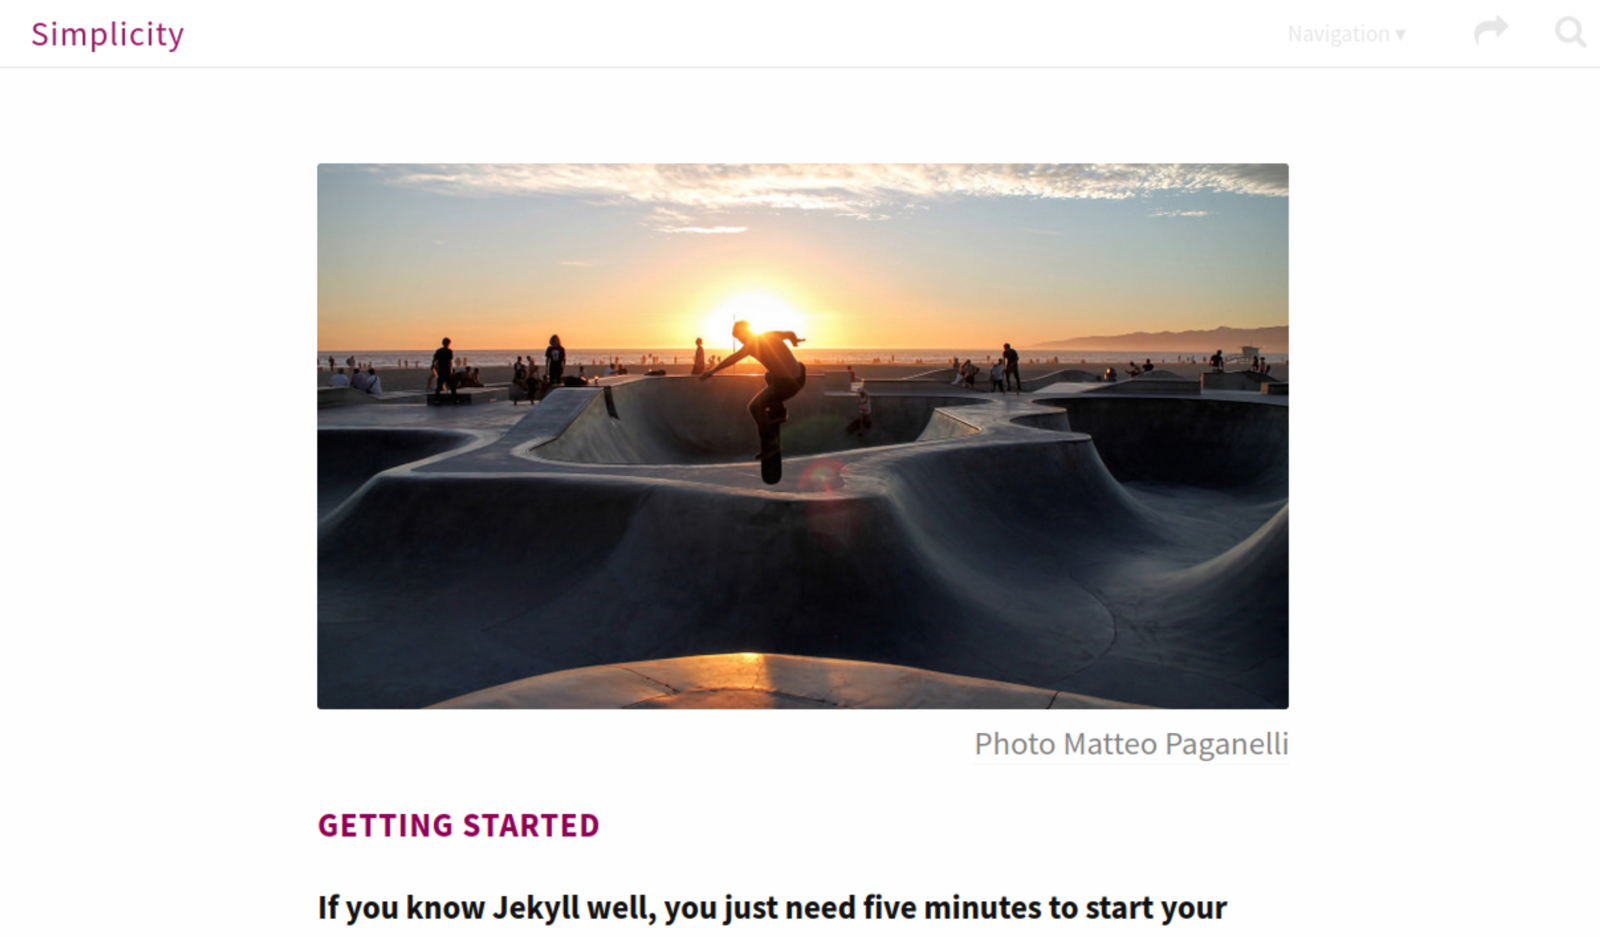 Simplicity
Navigation ▾
Photo Matteo Paganelli
GETTING STARTED
If you know Jekyll well, you just need five minutes to start your